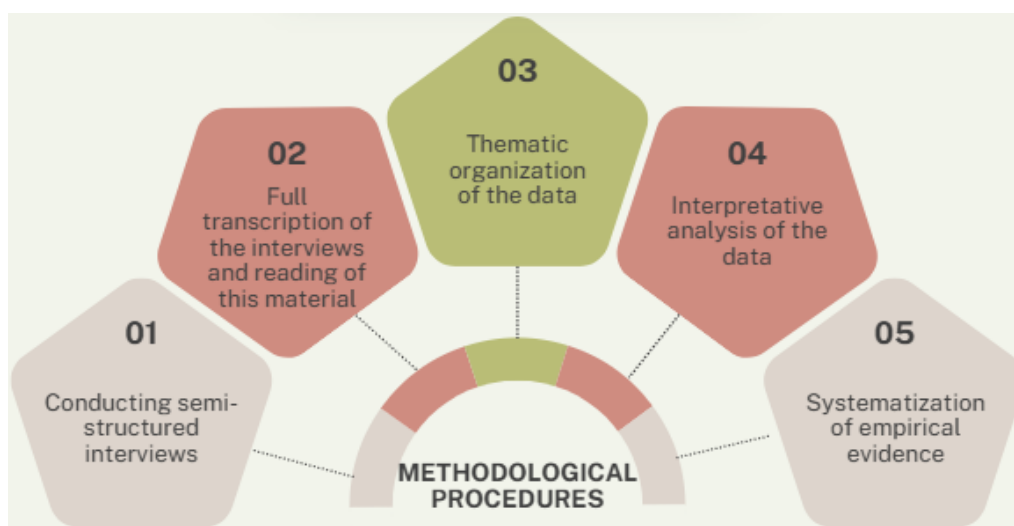 01
Conducting semi-
structured
interviews
02
Full
transcription of
the interviews
and reading of
this material
03
Thematic
organization
of the data
04
Interpretative
analysis of the
data
05
Systematization
of empirical
evidence
METHODOLOGICAL
PROCEDURES